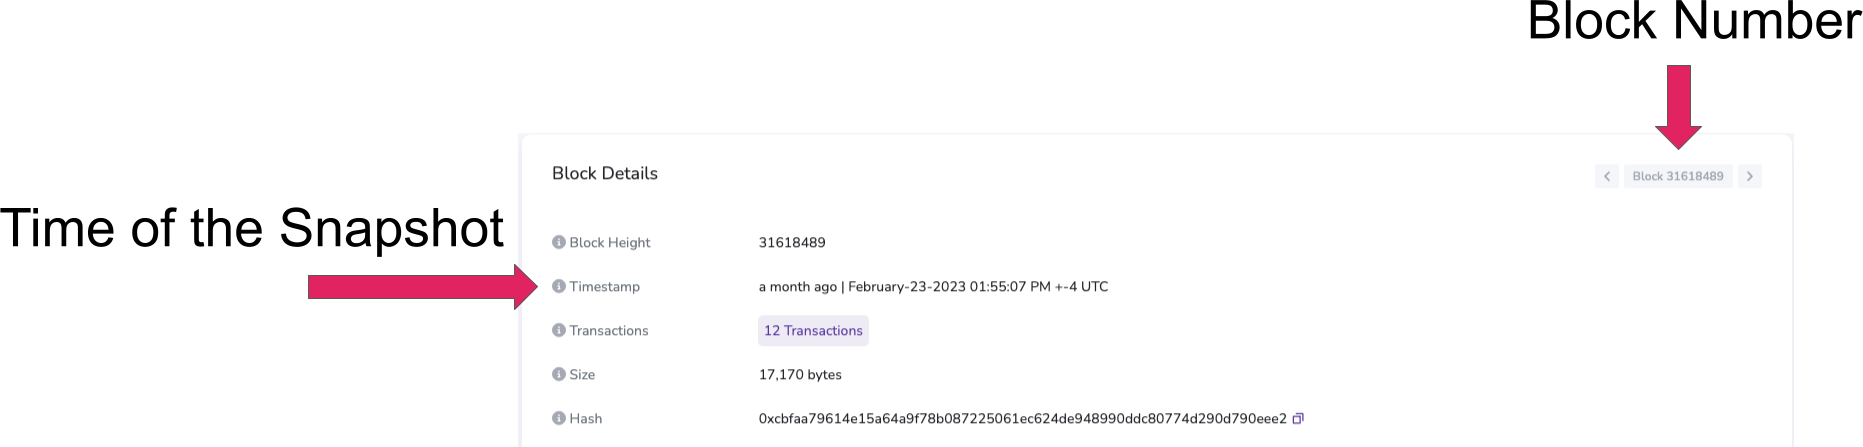 Block Number
Block Details
Block 31618489
Time of the Snapshot
Block Height 31618489
Timestamp a month ago | February-23-2023 01:55:07 PM +-4 UTC
Transactions 12 Transactions
Size 17,170 bytes
Hash 0xcbfaa79614e15a64a9f78b087225061ec624de948990ddc80774d290d790eee2